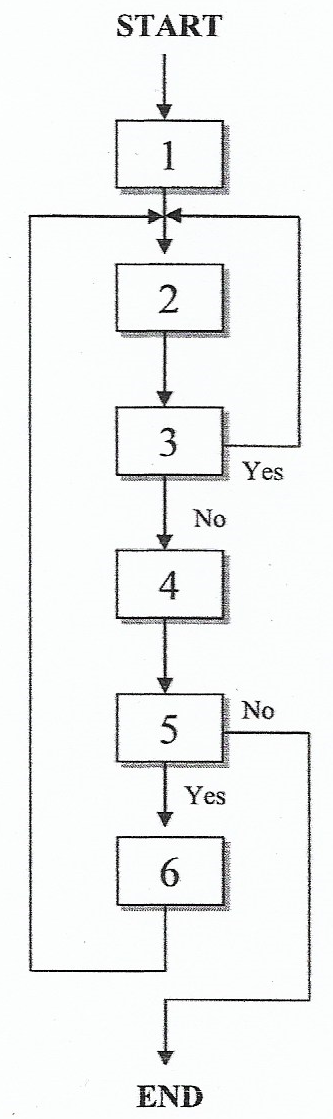 START
1
2
3
Yes
No
4
5
No
Yes
6
END